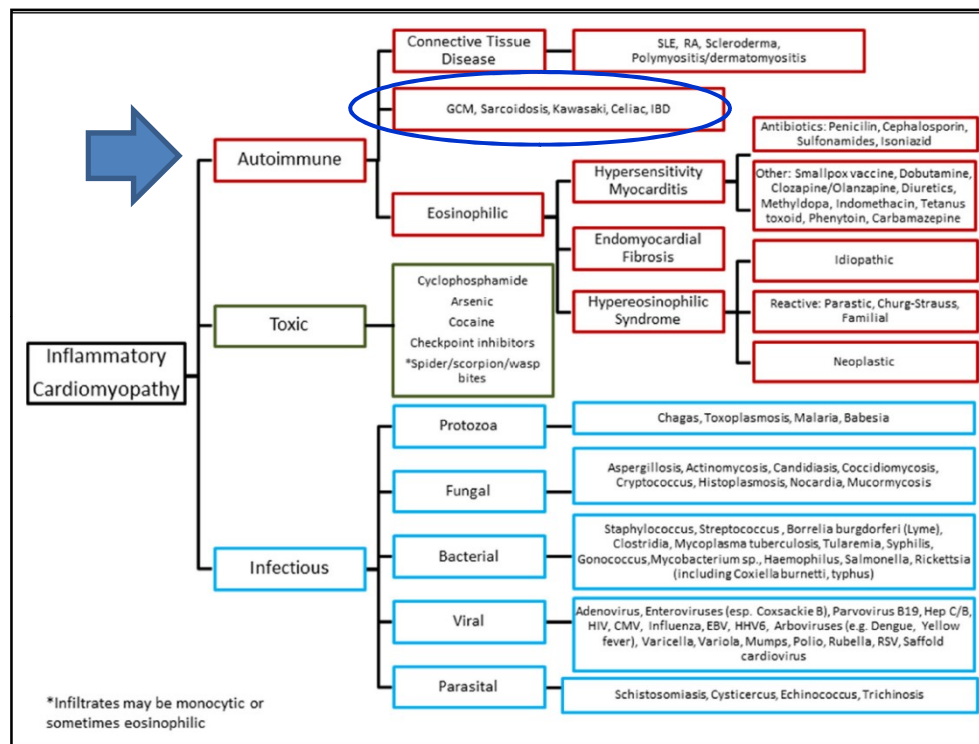 Connective Tissue
Disease
SLE, RA, Scleroderma,
Polymyositis/dermatomyositis
GCM, Sarcoidosis, Kawasaki, Celiac, IBD
Autoimmune
Eosinophilic
Hypersensitivity
Myocarditis
Antibiotics: Penicilin, Cephalosporin,
Sulfonamides, Isoniazid
Other: Smallpox vaccine, Dobutamine,
Clozapine/Olanzapine, Diuretics,
Methyldopa, Indomethacin, Tetanus
toxoid, Phenytoin, Carbamazepine
Endomyocardial
Fibrosis
Hypereosinophilic
Syndrome
Idiopathic
Reactive: Parastic, Churg-Strauss,
Familial
Neoplastic
Toxic
Cyclophosphamide
Arsenic
Cocaine
Checkpoint inhibitors
*Spider/scorpion/wasp
bites
Inflammatory
Cardiomyopathy
Infectious
Protozoa
Chagas, Toxoplasmosis, Malaria, Babesia
Fungal
Aspergillosis, Actinomycosis, Candidiasis, Coccidiomycosis,
Cryptococcus, Histoplasmosis, Nocardia, Mucormycosis
Bacterial
Staphylococcus, Streptococcus , Borrelia burgdorferi (Lyme),
Clostridia, Mycoplasma tuberculosis, Tularemia, Syphilis,
Gonococcus,Mycobacterium sp., Haemophilus, Salmonella, Rickettsia
(including Coxiella burnetti, typhus)
Viral
Adenovirus, Enteroviruses (esp. Coxsackie B), Parvovirus B19, Hep C/B,
HIV, CMV, Influenza, EBV, HHV6, Arboviruses (e.g. Dengue, Yellow
fever), Varicella, Variola, Mumps, Polio, Rubella, RSV, Saffold
cardiovirus
Parasital
Schistosomiasis, Cysticercus, Echinococcus, Trichinosis
*Infiltrates may be monocytic or
sometimes eosinophilic